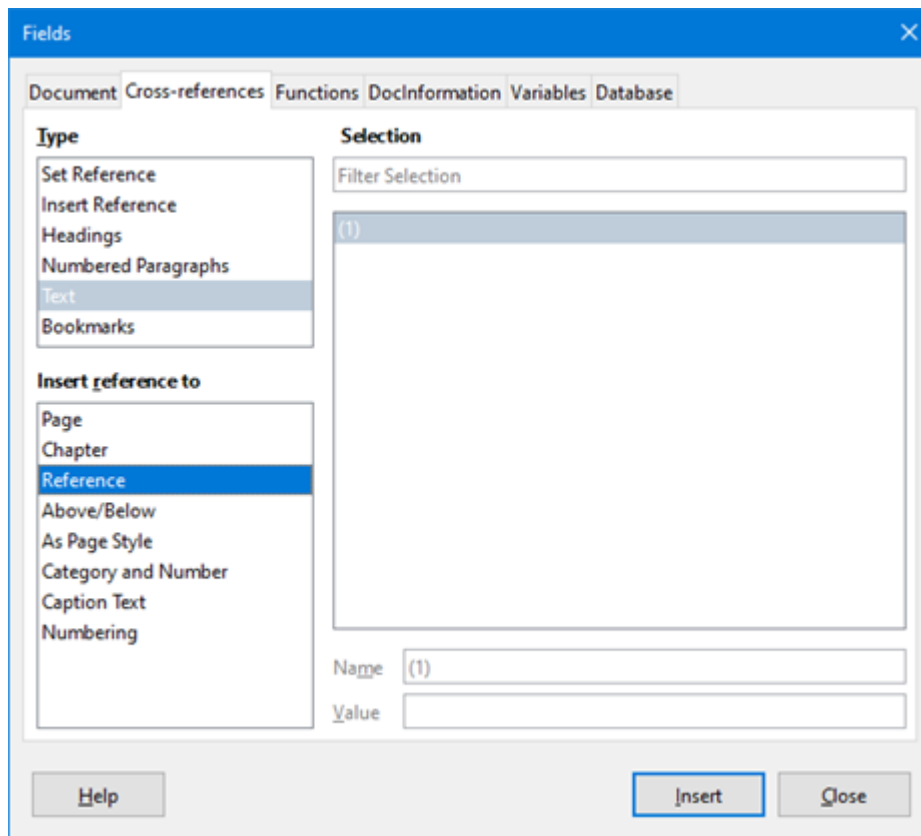 Fields
Document Cross-references Functions DocInformation Variables Database
Type
Set Reference
Insert Reference
Headings
Numbered Paragraphs
Text
Bookmarks
Insert reference to
Page
Chapter
Reference
Above/Below
As Page Style
Category and Number
Caption Text
Numbering
Selection
Filter Selection
(1)
Name (1)
Value
Help Insert Close